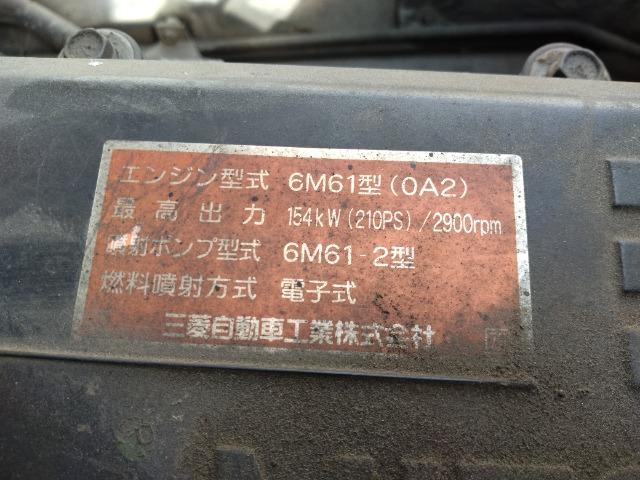 エンジン型式 6M61型(0A2)
最高出力 154kW(210PS)/2900rpm
噴射ポンプ型式 6M61-2型
燃料噴射方式 電子式
三菱自動車工業株式会社